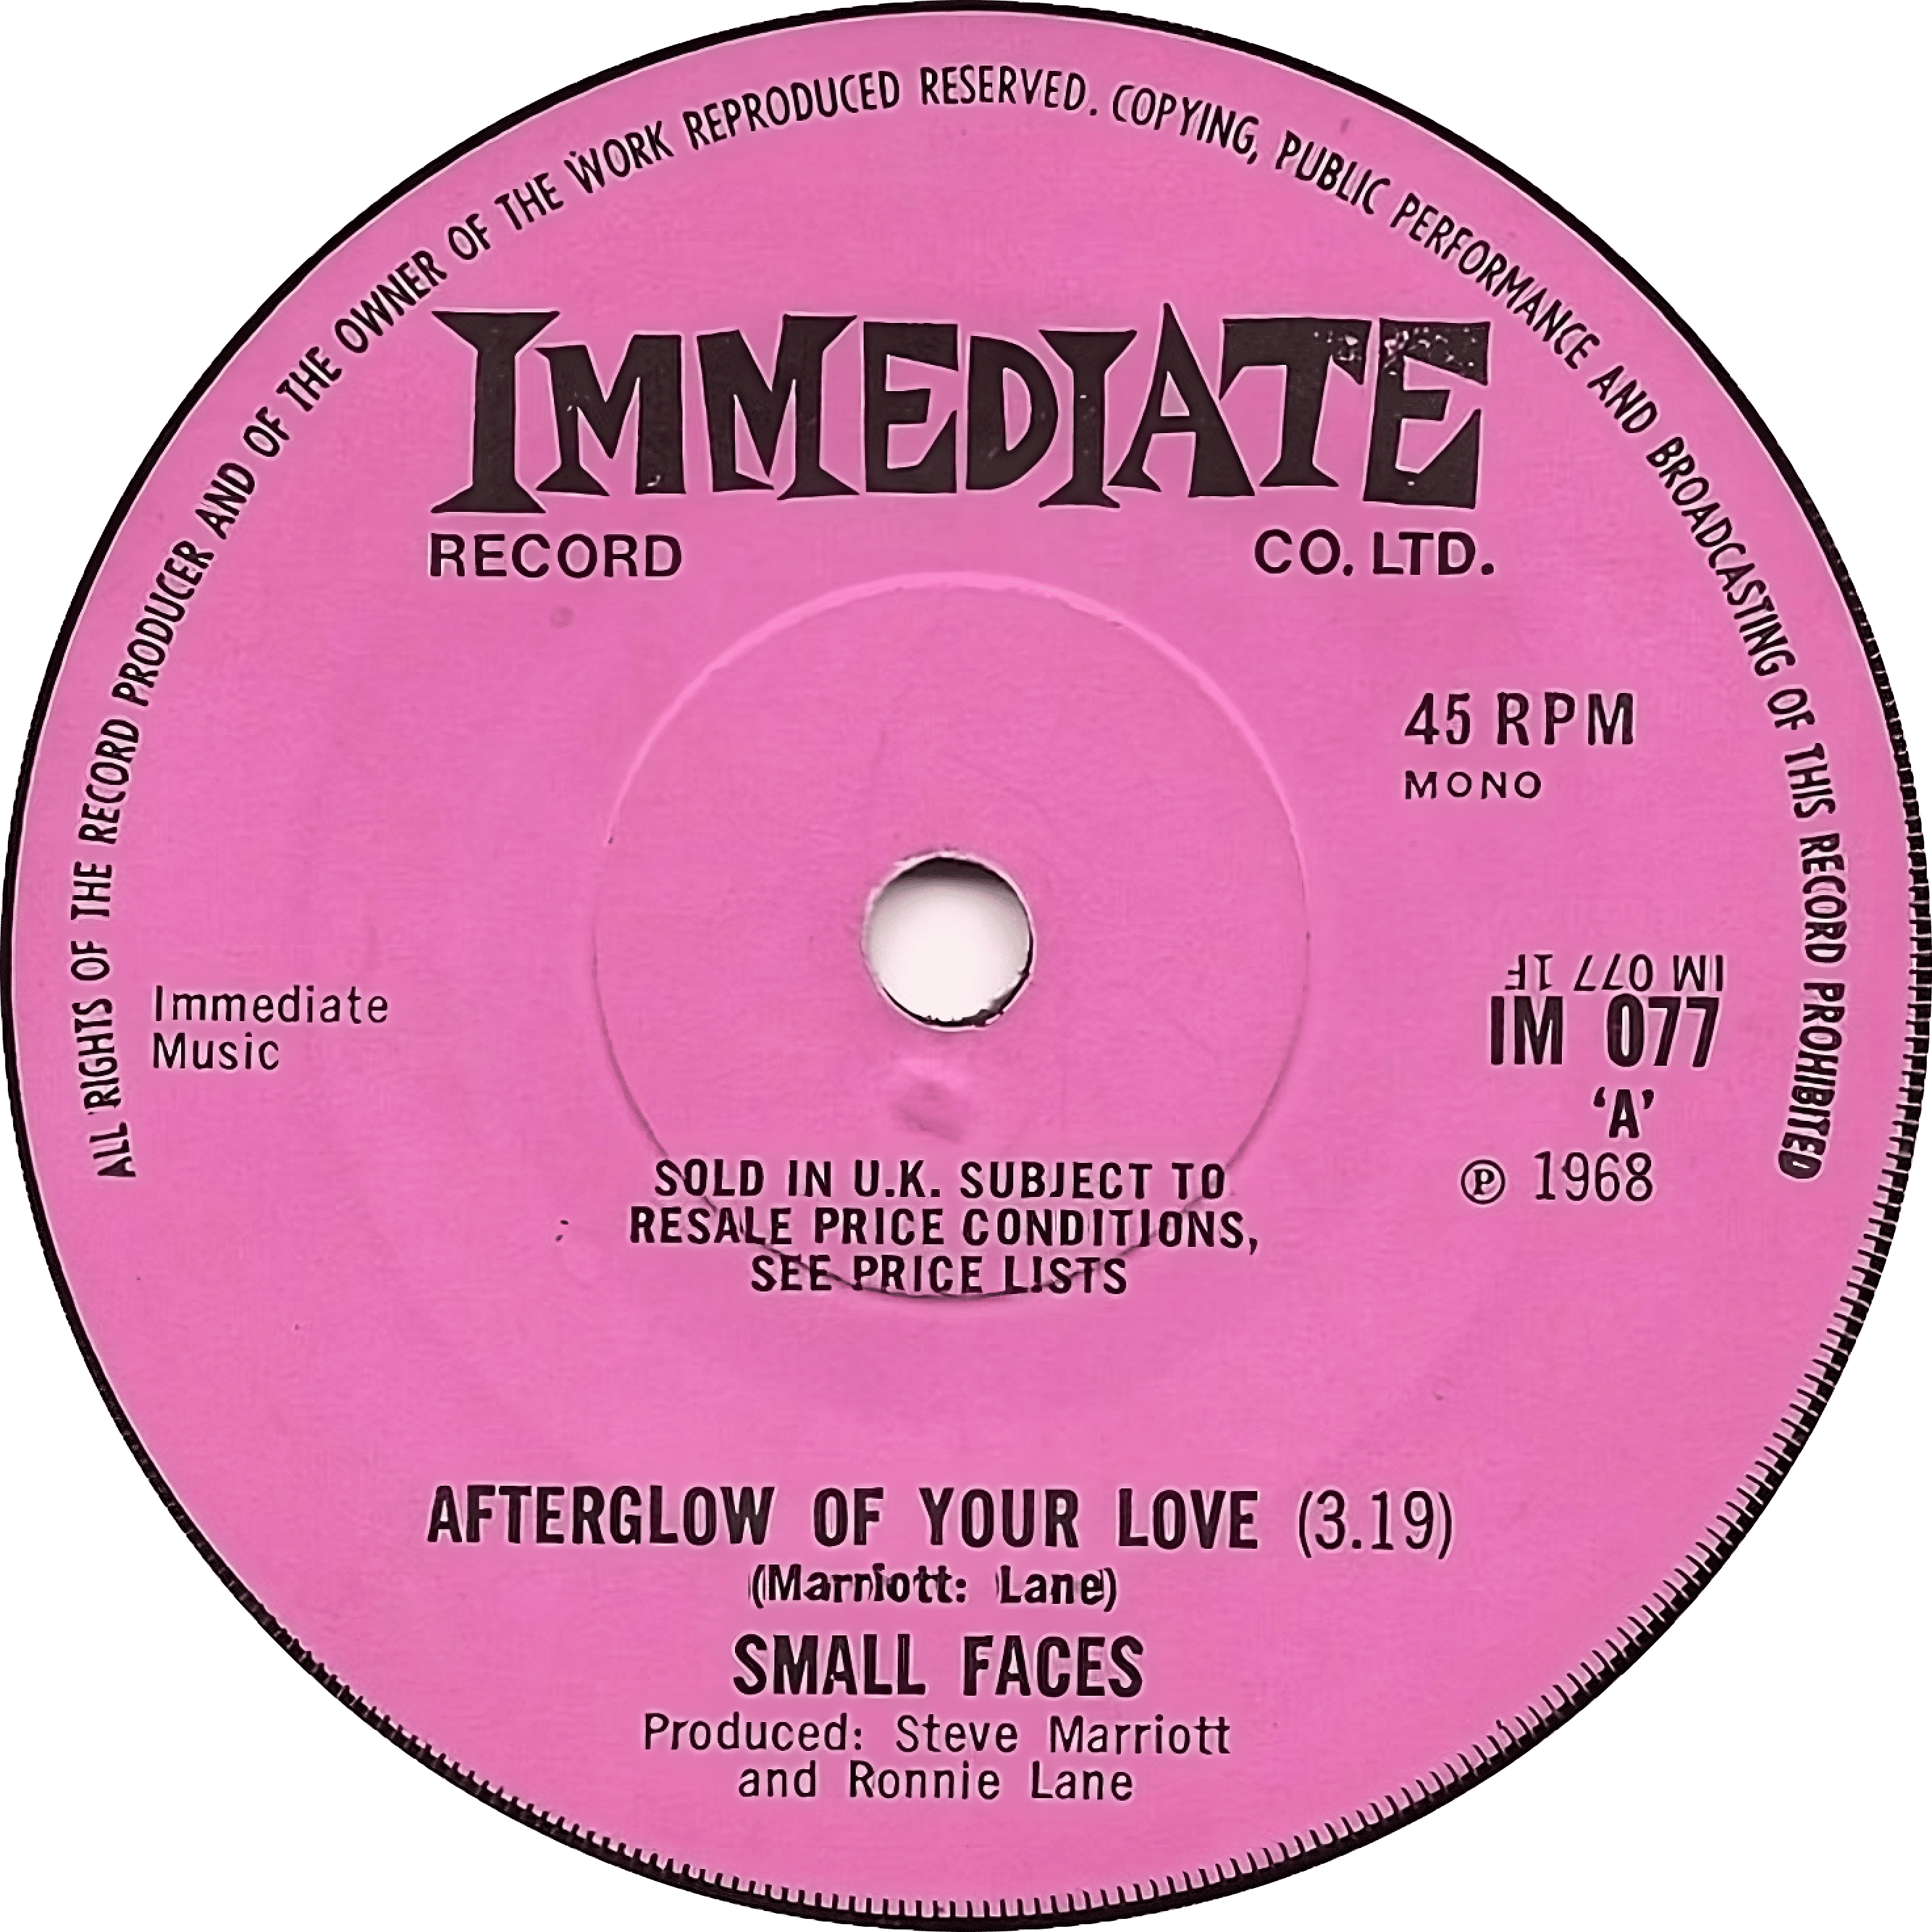 ALL RIGHTS OF THE RECORD PRODUCER AND OF THE OWNER OF THE WORK REPRODUCED RESERVED. COPYING, PUBLIC PERFORMANCE AND BROADCASTING OF THIS RECORD PROHIBITED
IMMEDIATE
RECORD CO. LTD.
45 RPM
MONO
IM 077 1F
Immediate
Music
IM 077
‘A’
℗ 1968
SOLD IN U.K. SUBJECT TO
RESALE PRICE CONDITIONS,
SEE PRICE LISTS
AFTERGLOW OF YOUR LOVE (3.19)
(Marriott: Lane)
SMALL FACES
Produced: Steve Marriott
and Ronnie Lane